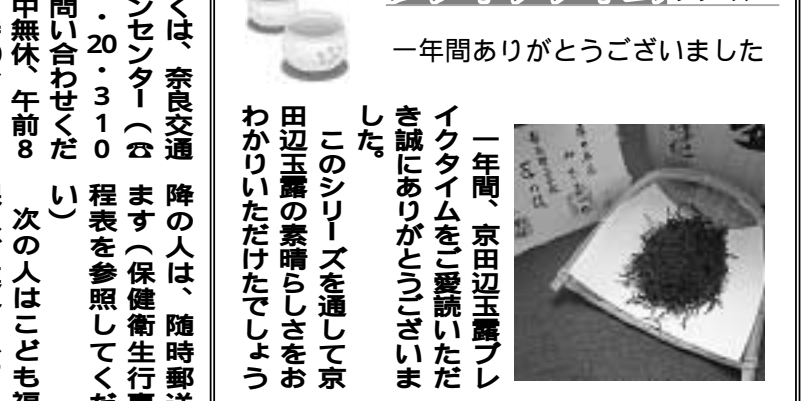 一年間ありがとうございました
一年間、京田辺玉露ブレ
イクタイムをご愛読いただ
き誠にありがとうございま
した。
このシリーズを通して京
田辺玉露の素晴らしさをお
わかりいただけたでしょう
くは、奈良交通
ンセンター(☎
・20・310
問い合わせくだ
中無休、午前8
降の人は、随時郵送
ます(保健衛生行事
程表を参照してくだ
い)
次の人はこども福